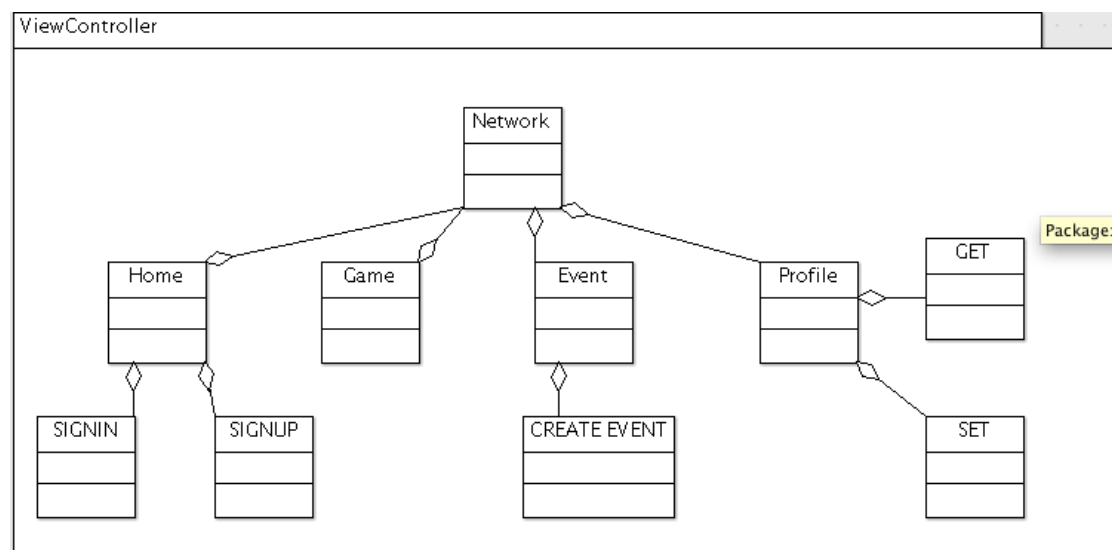 ViewController
Network
Package:
GET
Home
Game
Event
Profile
SIGNIN
SIGNUP
CREATE EVENT
SET